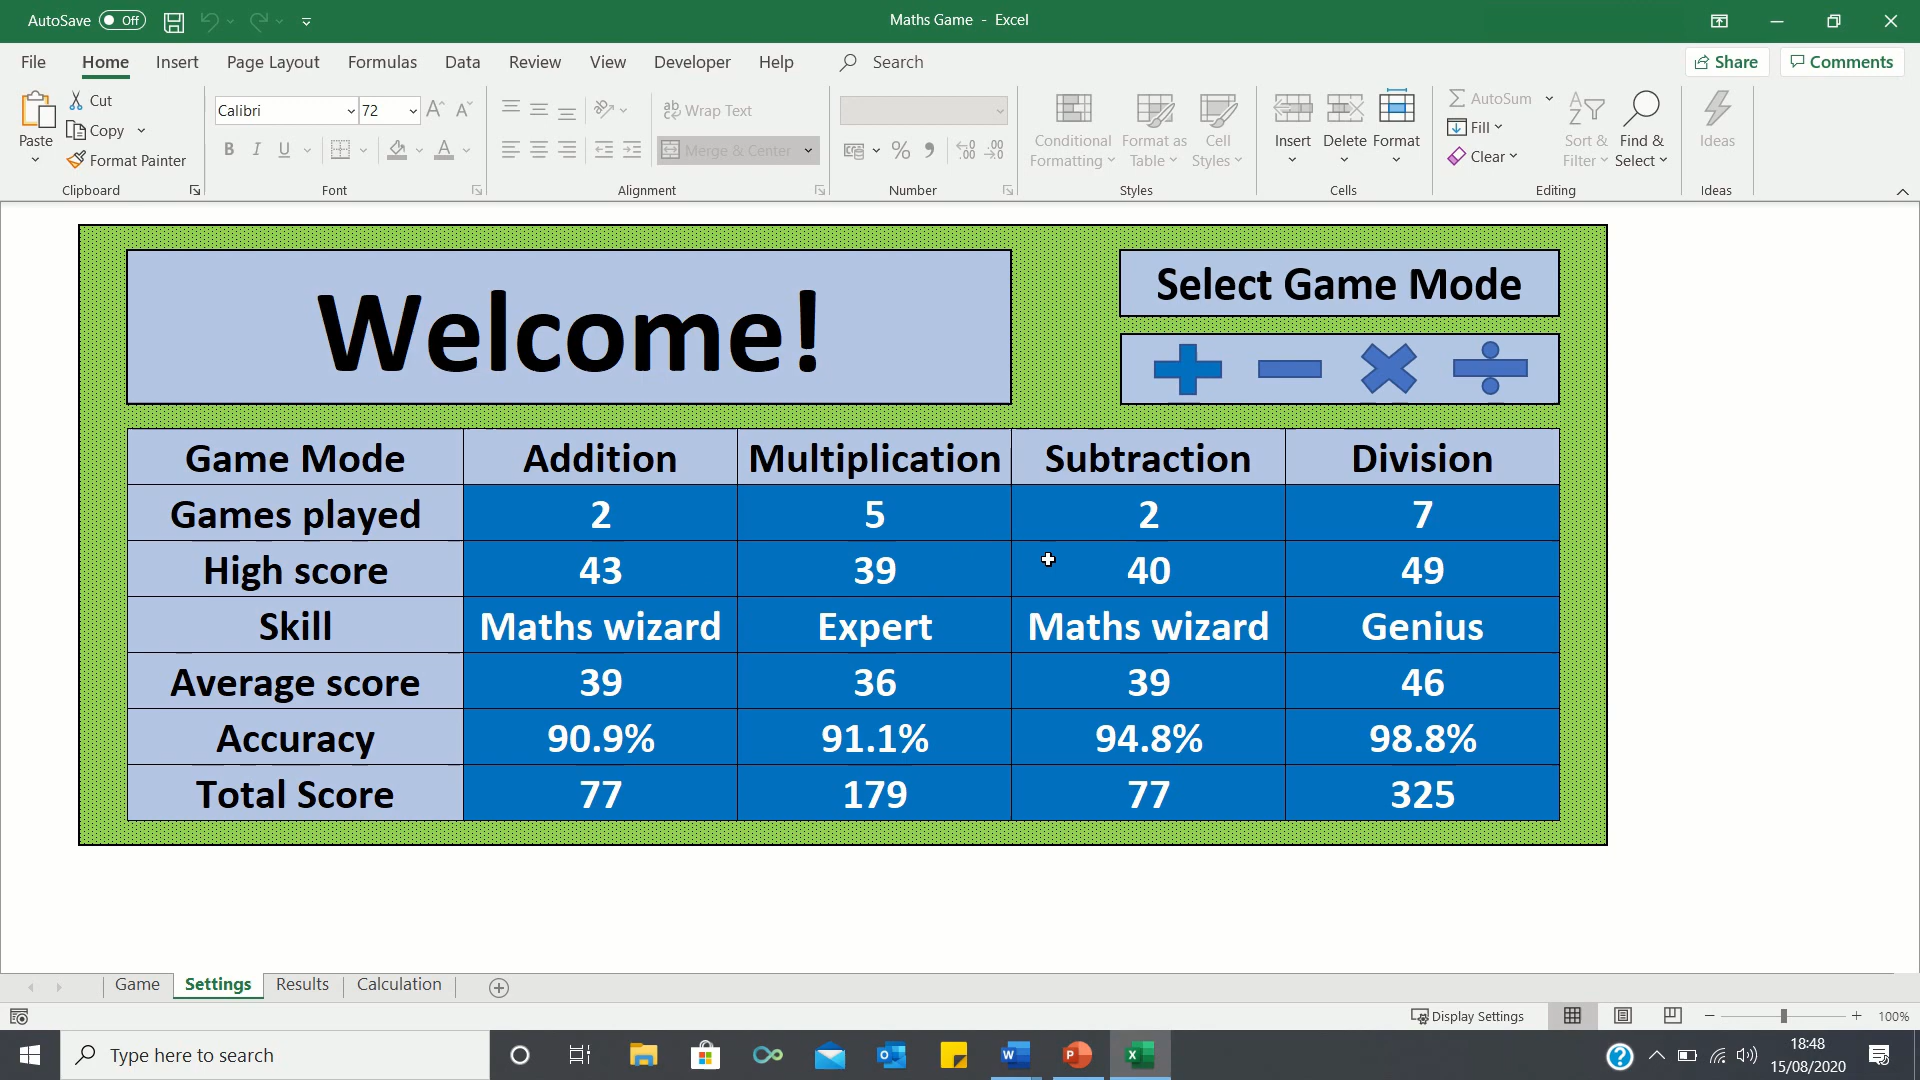 AutoSave Off
Maths Game - Excel
File Home Insert Page Layout Formulas Data Review View Developer Help Search
Share Comments
Paste
Cut
Copy
Format Painter
Clipboard
Calibri 72
B I U
Font
Wrap Text
Merge & Center
Alignment
Number
Conditional Formatting
Format as Table
Cell Styles
Styles
Insert Delete Format
Cells
AutoSum
Fill
Clear
Sort & Filter
Find & Select
Editing
Ideas
Ideas
Welcome!
Select Game Mode
Game Mode Addition Multiplication Subtraction Division
Games played 2 5 2 7
High score 43 39 40 49
Skill Maths wizard Expert Maths wizard Genius
Average score 39 36 39 46
Accuracy 90.9% 91.1% 94.8% 98.8%
Total Score 77 179 77 325
Game Settings Results Calculation
Display Settings 100%
Type here to search
18:48
15/08/2020